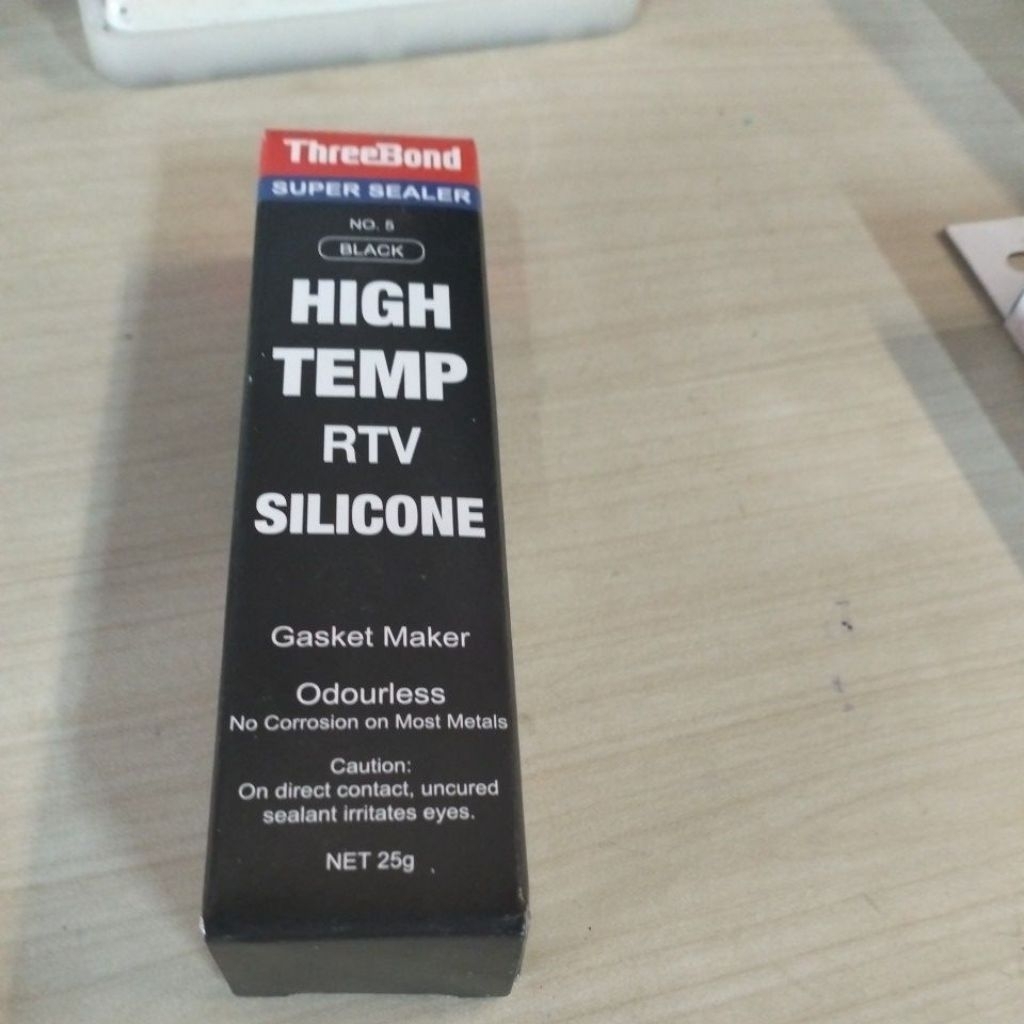 ThreeBond
SUPER SEALER
NO. 5
BLACK
HIGH
TEMP
RTV
SILICONE
Gasket Maker
Odourless
No Corrosion on Most Metals
Caution:
On direct contact, uncured
sealant irritates eyes.
NET 25g